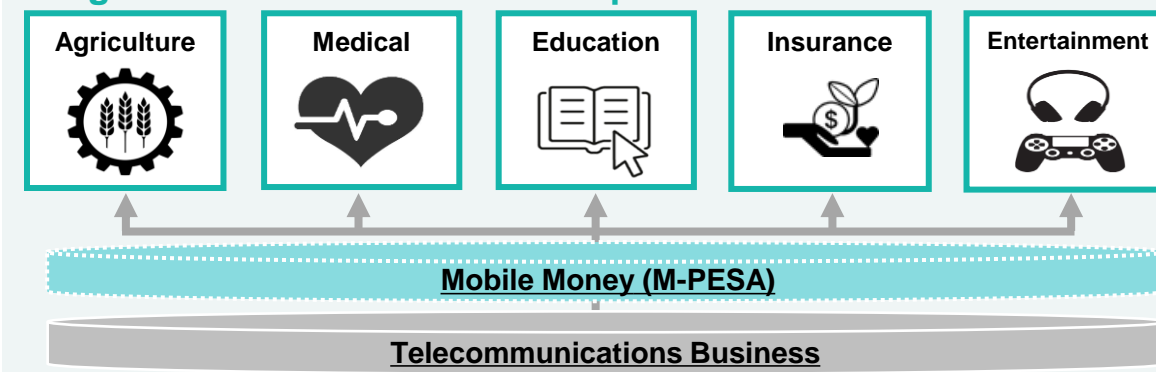 Agriculture
Medical
Education
Insurance
Entertainment
$
Mobile Money (M-PESA)
Telecommunications Business